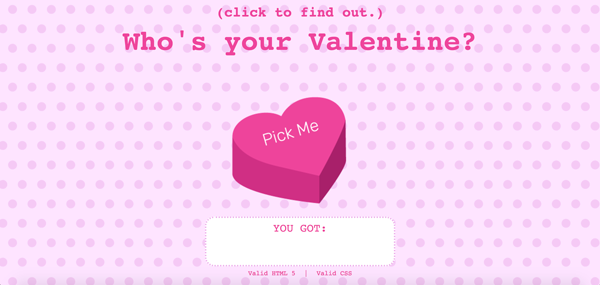 (click to find out.)
Who's your Valentine?
Pick Me
YOU GOT:
Valid HTML 5 | Valid CSS